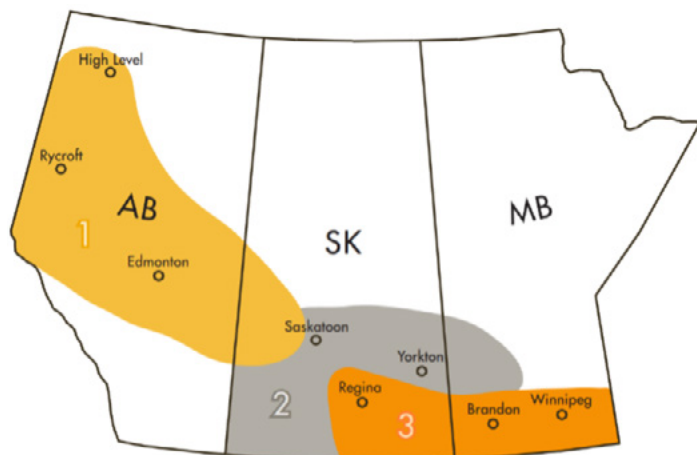 High Level
Rycroft
AB
MB
1
SK
Edmonton
Saskatoon
Yorkton
Regina
2
3
Brandon
Winnipeg